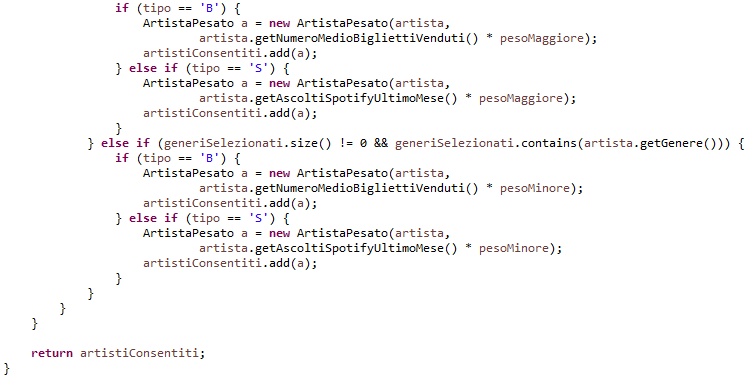 if (tipo == 'B') {
ArtistaPesato a = new ArtistaPesato(artista,
artista.getNumeroMedioBigliettiVenduti() * pesoMaggiore);
artistiConsentiti.add(a);
} else if (tipo == 'S') {
ArtistaPesato a = new ArtistaPesato(artista,
artista.getAscoltiSpotifyUltimoMese() * pesoMaggiore);
artistiConsentiti.add(a);
}
} else if (generiSelezionati.size() != 0 && generiSelezionati.contains(artista.getGenere())) {
if (tipo == 'B') {
ArtistaPesato a = new ArtistaPesato(artista,
artista.getNumeroMedioBigliettiVenduti() * pesoMinore);
artistiConsentiti.add(a);
} else if (tipo == 'S') {
ArtistaPesato a = new ArtistaPesato(artista,
artista.getAscoltiSpotifyUltimoMese() * pesoMinore);
artistiConsentiti.add(a);
}
}
}
}
return artistiConsentiti;
}